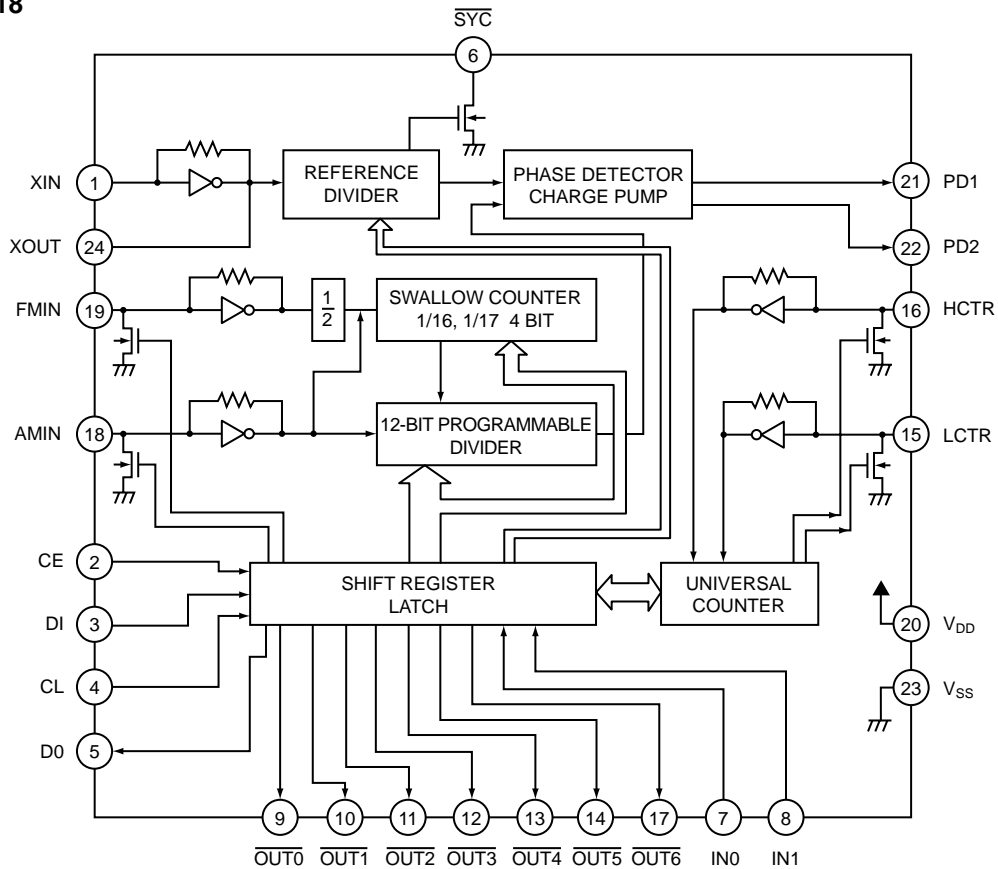 18
SYC
6
XIN 1
REFERENCE
DIVIDER
PHASE DETECTOR
CHARGE PUMP
21 PD1
XOUT 24
22 PD2
FMIN 19
1
2
SWALLOW COUNTER
1/16, 1/17 4 BIT
16 HCTR
AMIN 18
12-BIT PROGRAMMABLE
DIVIDER
15 LCTR
CE 2
SHIFT REGISTER
LATCH
UNIVERSAL
COUNTER
DI 3
20 VDD
CL 4
23 VSS
D0 5
9 10 11 12 13 14 17 7 8
OUT0 OUT1 OUT2 OUT3 OUT4 OUT5 OUT6 IN0 IN1